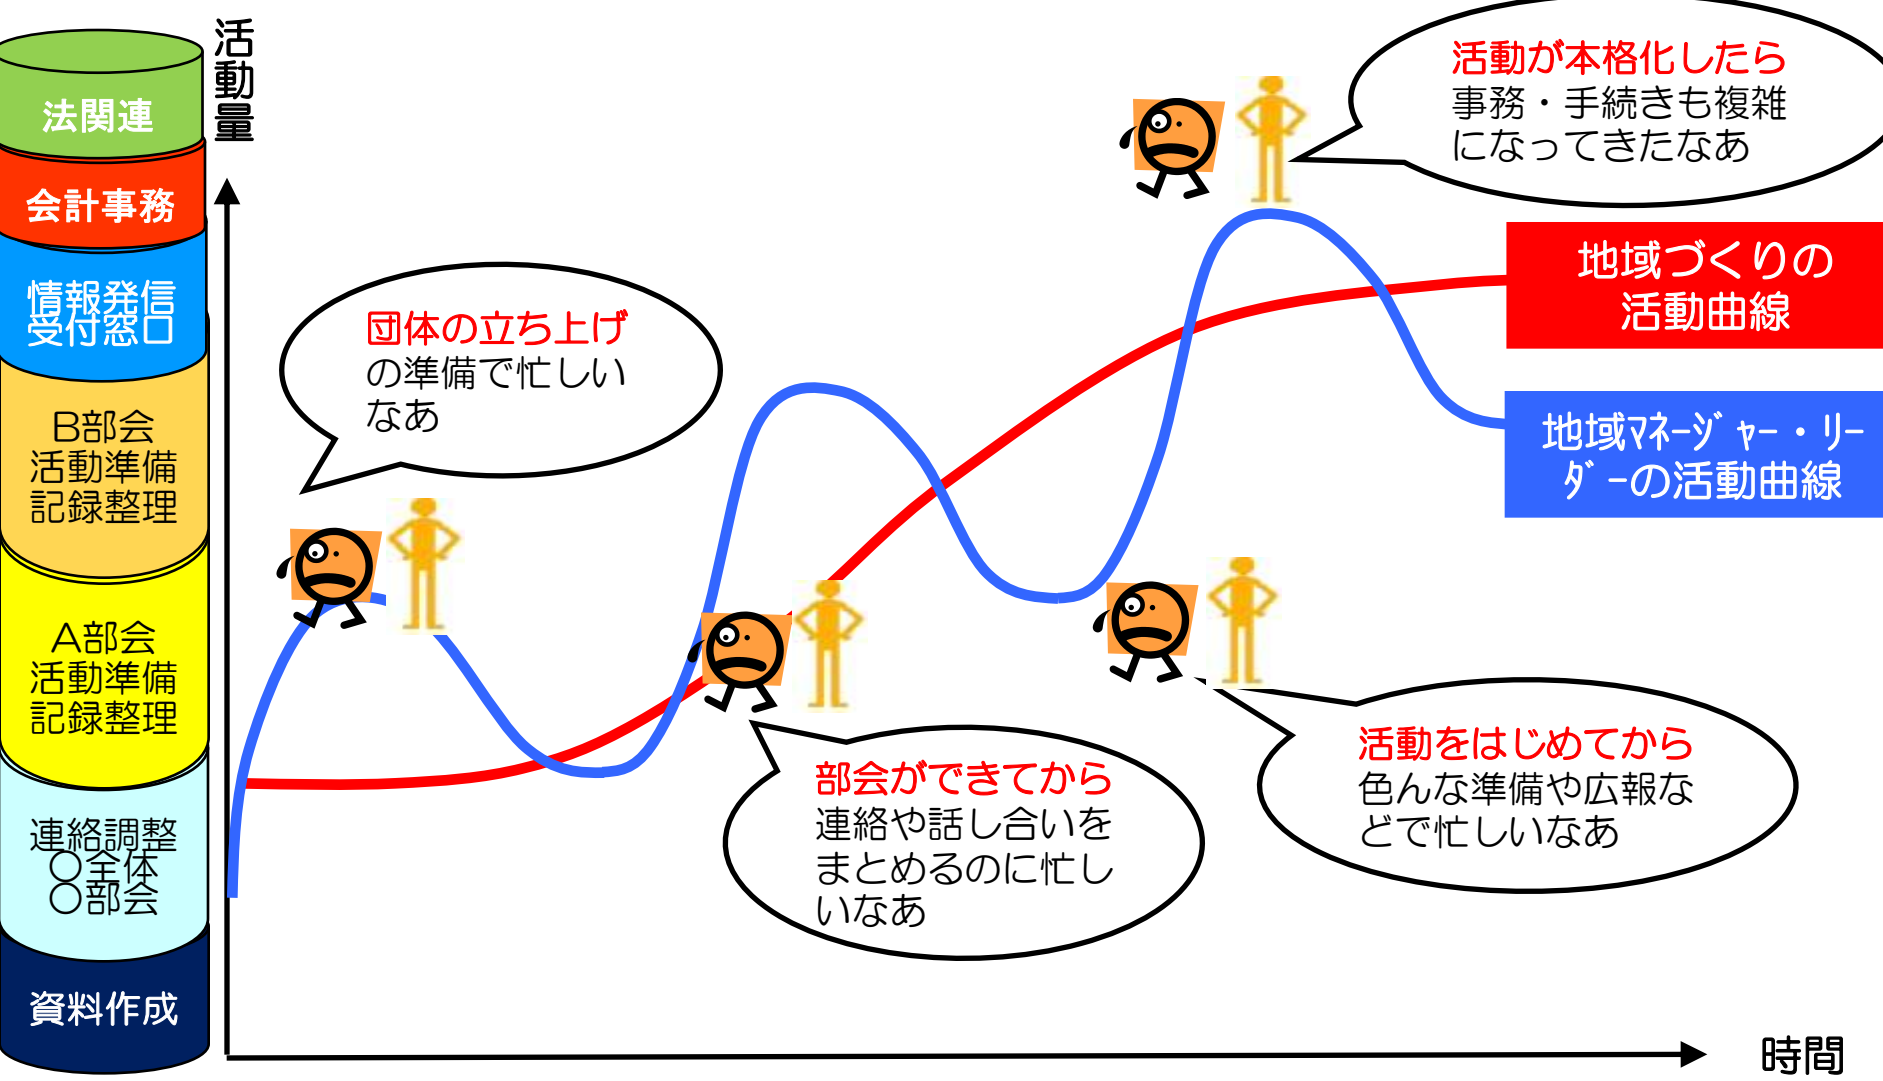 活動量
法関連
会計事務
情報発信
受付窓口
B部会
活動準備
記録整理
A部会
活動準備
記録整理
連絡調整
〇全体
〇部会
資料作成
団体の立ち上げ
の準備で忙しい
なあ
部会ができてから
連絡や話し合いを
まとめるのに忙し
いなあ
活動をはじめてから
色んな準備や広報な
どで忙しいなあ
活動が本格化したら
事務・手続きも複雑
になってきたなあ
地域づくりの
活動曲線
地域ﾏﾈｰｼﾞｬｰ・ﾘｰ
ﾀﾞｰの活動曲線
時間